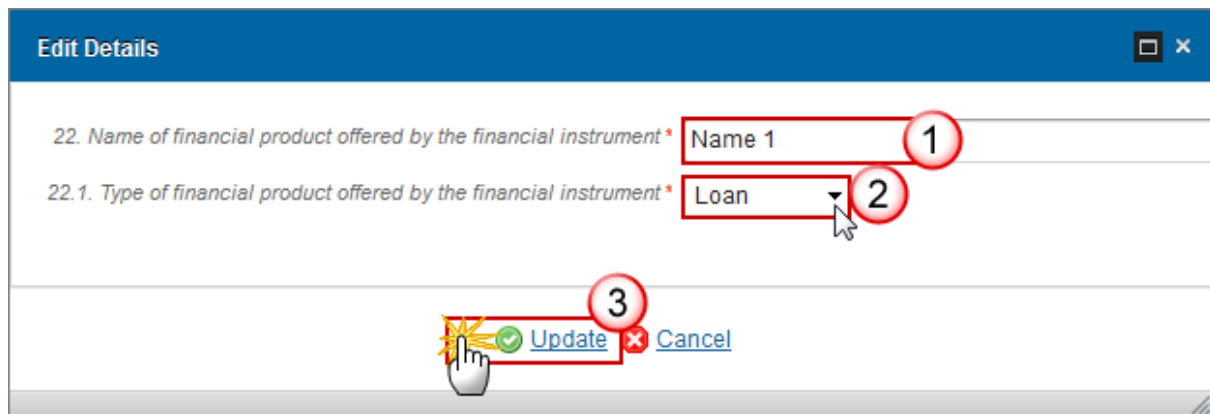 Edit Details
22. Name of financial product offered by the financial instrument * Name 1 1
22.1. Type of financial product offered by the financial instrument * Loan 2
3
Update Cancel